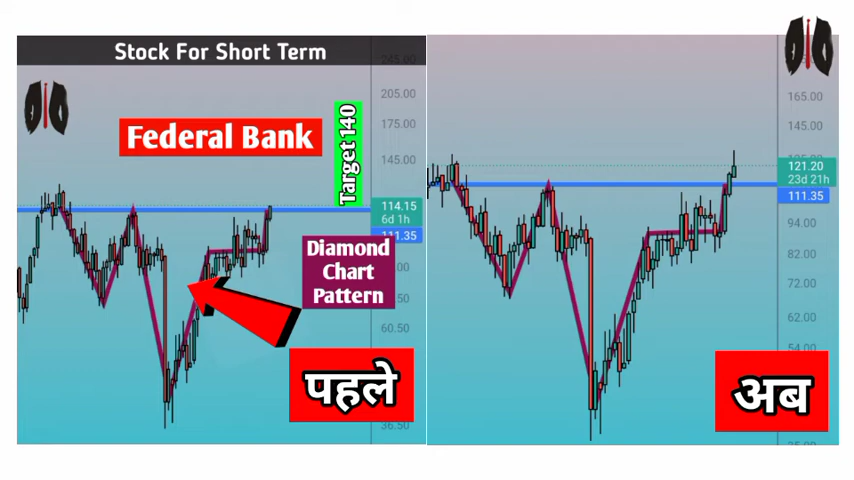 Stock For Short Term
245.00
205.00
175.00
145.00
Federal Bank
Target 140
114.15
6d 1h
111.35
Diamond
Chart
Pattern
60.50
36.50
पहले
165.00
145.00
121.20
23d 21h
111.35
94.00
82.00
72.00
62.00
54.00
अब